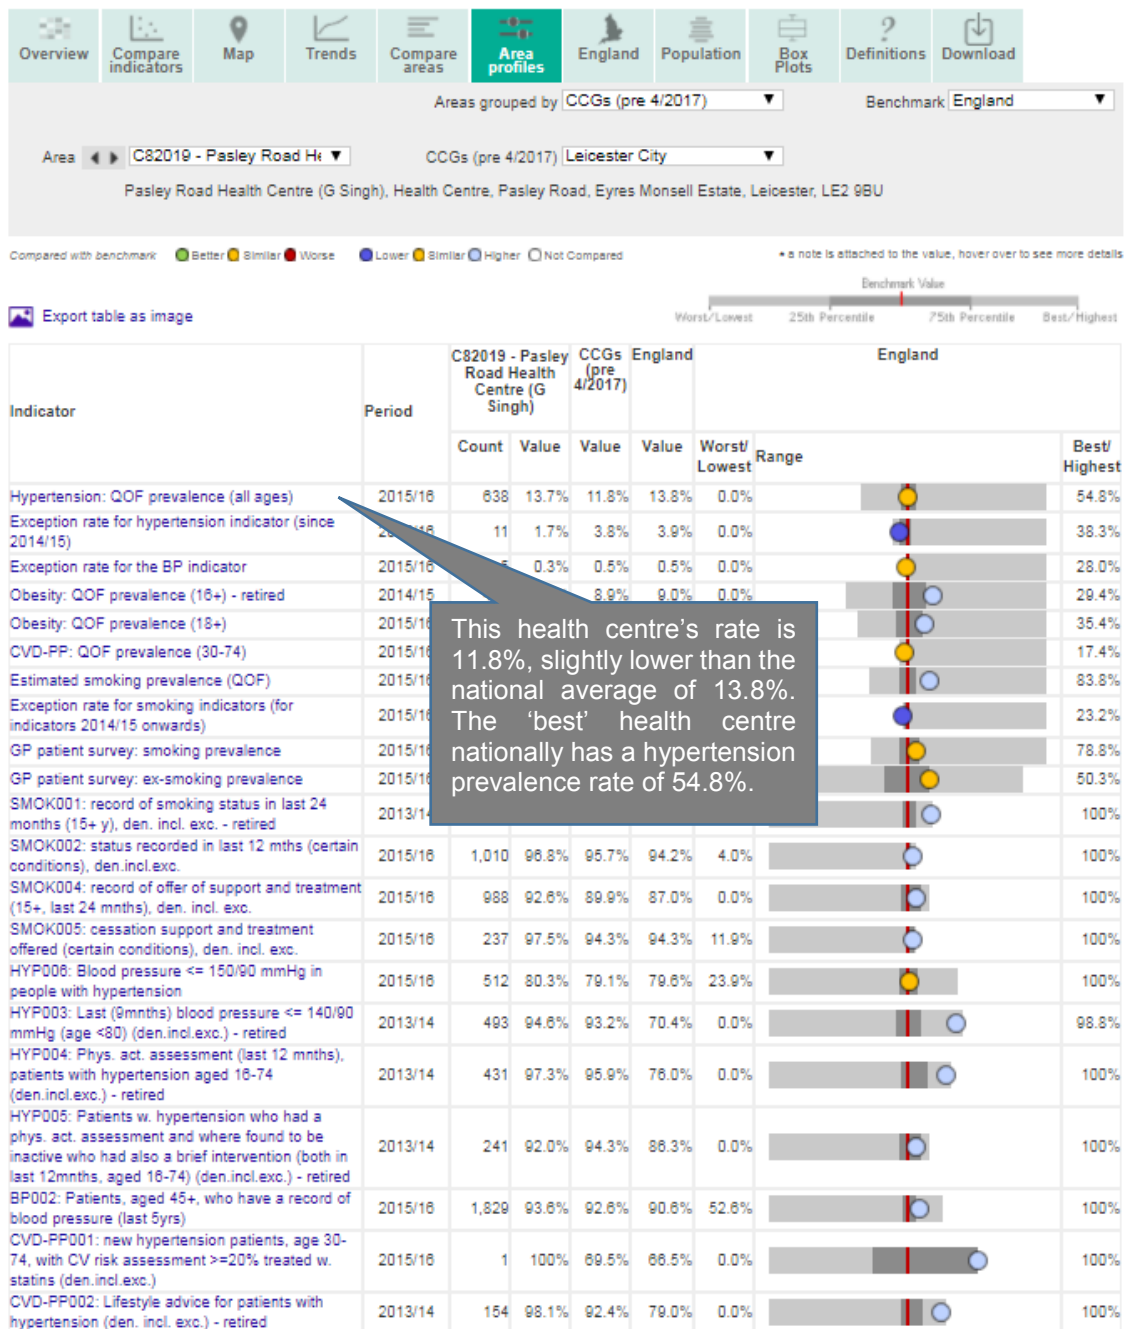 Overview
Compare indicators
Map
Trends
Compare areas
Area profiles
England
Population
Box Plots
Definitions
Download
Areas grouped by CCGs (pre 4/2017)
Benchmark England
Area C82019 - Pasley Road He
CCGs (pre 4/2017) Leicester City
Pasley Road Health Centre (G Singh), Health Centre, Pasley Road, Eyres Monsell Estate, Leicester, LE2 9BU
Compared with benchmark Better Similar Worse Lower Similar Higher Not Compared
* a note is attached to the value, hover over to see more details
Benchmark Value
Worst/Lowest 25th Percentile 75th Percentile Best/Highest
Export table as image
Indicator
Period
C82019 - Pasley Road Health Centre (G Singh)
CCGs (pre 4/2017)
England
England
Count Value Value Value Worst/ Lowest Range Best/ Highest
Hypertension: QOF prevalence (all ages) 2015/16 638 13.7% 11.8% 13.8% 0.0% 54.8%
Exception rate for hypertension indicator (since
2014/15) 11 1.7% 3.8% 3.9% 0.0% 38.3%
Exception rate for the BP indicator 2015/16 0.3% 0.5% 0.5% 0.0% 28.0%
Obesity: QOF prevalence (16+) - retired 2014/15 8.9% 9.0% 0.0% 29.4%
Obesity: QOF prevalence (18+) 2015/16 35.4%
CVD-PP: QOF prevalence (30-74) 2015/16 17.4%
Estimated smoking prevalence (QOF) 2015/16 83.8%
Exception rate for smoking indicators (for
indicators 2014/15 onwards) 2015/16 23.2%
GP patient survey: smoking prevalence 2015/16 78.8%
GP patient survey: ex-smoking prevalence 2015/16 50.3%
SMOK001: record of smoking status in last 24
months (15+ y), den. incl. exc. - retired 2013/14 100%
This health centre's rate is
11.8%, slightly lower than the
national average of 13.8%.
The 'best' health centre
nationally has a hypertension
prevalence rate of 54.8%.
SMOK002: status recorded in last 12 mths (certain
conditions), den.incl.exc. 2015/16 1,010 96.8% 95.7% 94.2% 4.0% 100%
SMOK004: record of offer of support and treatment
(15+, last 24 mnths), den. incl. exc. 2015/16 988 92.6% 89.9% 87.0% 0.0% 100%
SMOK005: cessation support and treatment
offered (certain conditions), den. incl. exc. 2015/16 237 97.5% 94.3% 94.3% 11.9% 100%
HYP006: Blood pressure <= 150/90 mmHg in
people with hypertension 2015/16 512 80.3% 79.1% 79.6% 23.9% 100%
HYP003: Last (9mnths) blood pressure <= 140/90
mmHg (age <80) (den.incl.exc.) - retired 2013/14 493 94.6% 93.2% 70.4% 0.0% 98.8%
HYP004: Phys. act. assessment (last 12 mnths),
patients with hypertension aged 16-74
(den.incl.exc.) - retired 2013/14 431 97.3% 95.9% 76.0% 0.0% 100%
HYP005: Patients w. hypertension who had a
phys. act. assessment and where found to be
inactive who had also a brief intervention (both in
last 12mnths, aged 16-74) (den.incl.exc.) - retired 2013/14 241 92.0% 94.3% 86.3% 0.0% 100%
BP002: Patients, aged 45+, who have a record of
blood pressure (last 5yrs) 2015/16 1,829 93.6% 92.6% 90.6% 52.6% 100%
CVD-PP001: new hypertension patients, age 30-
74, with CV risk assessment >=20% treated w.
statins (den.incl.exc.) 2015/16 1 100% 69.5% 66.5% 0.0% 100%
CVD-PP002: Lifestyle advice for patients with
hypertension (den. incl. exc.) - retired 2013/14 154 98.1% 92.4% 79.0% 0.0% 100%